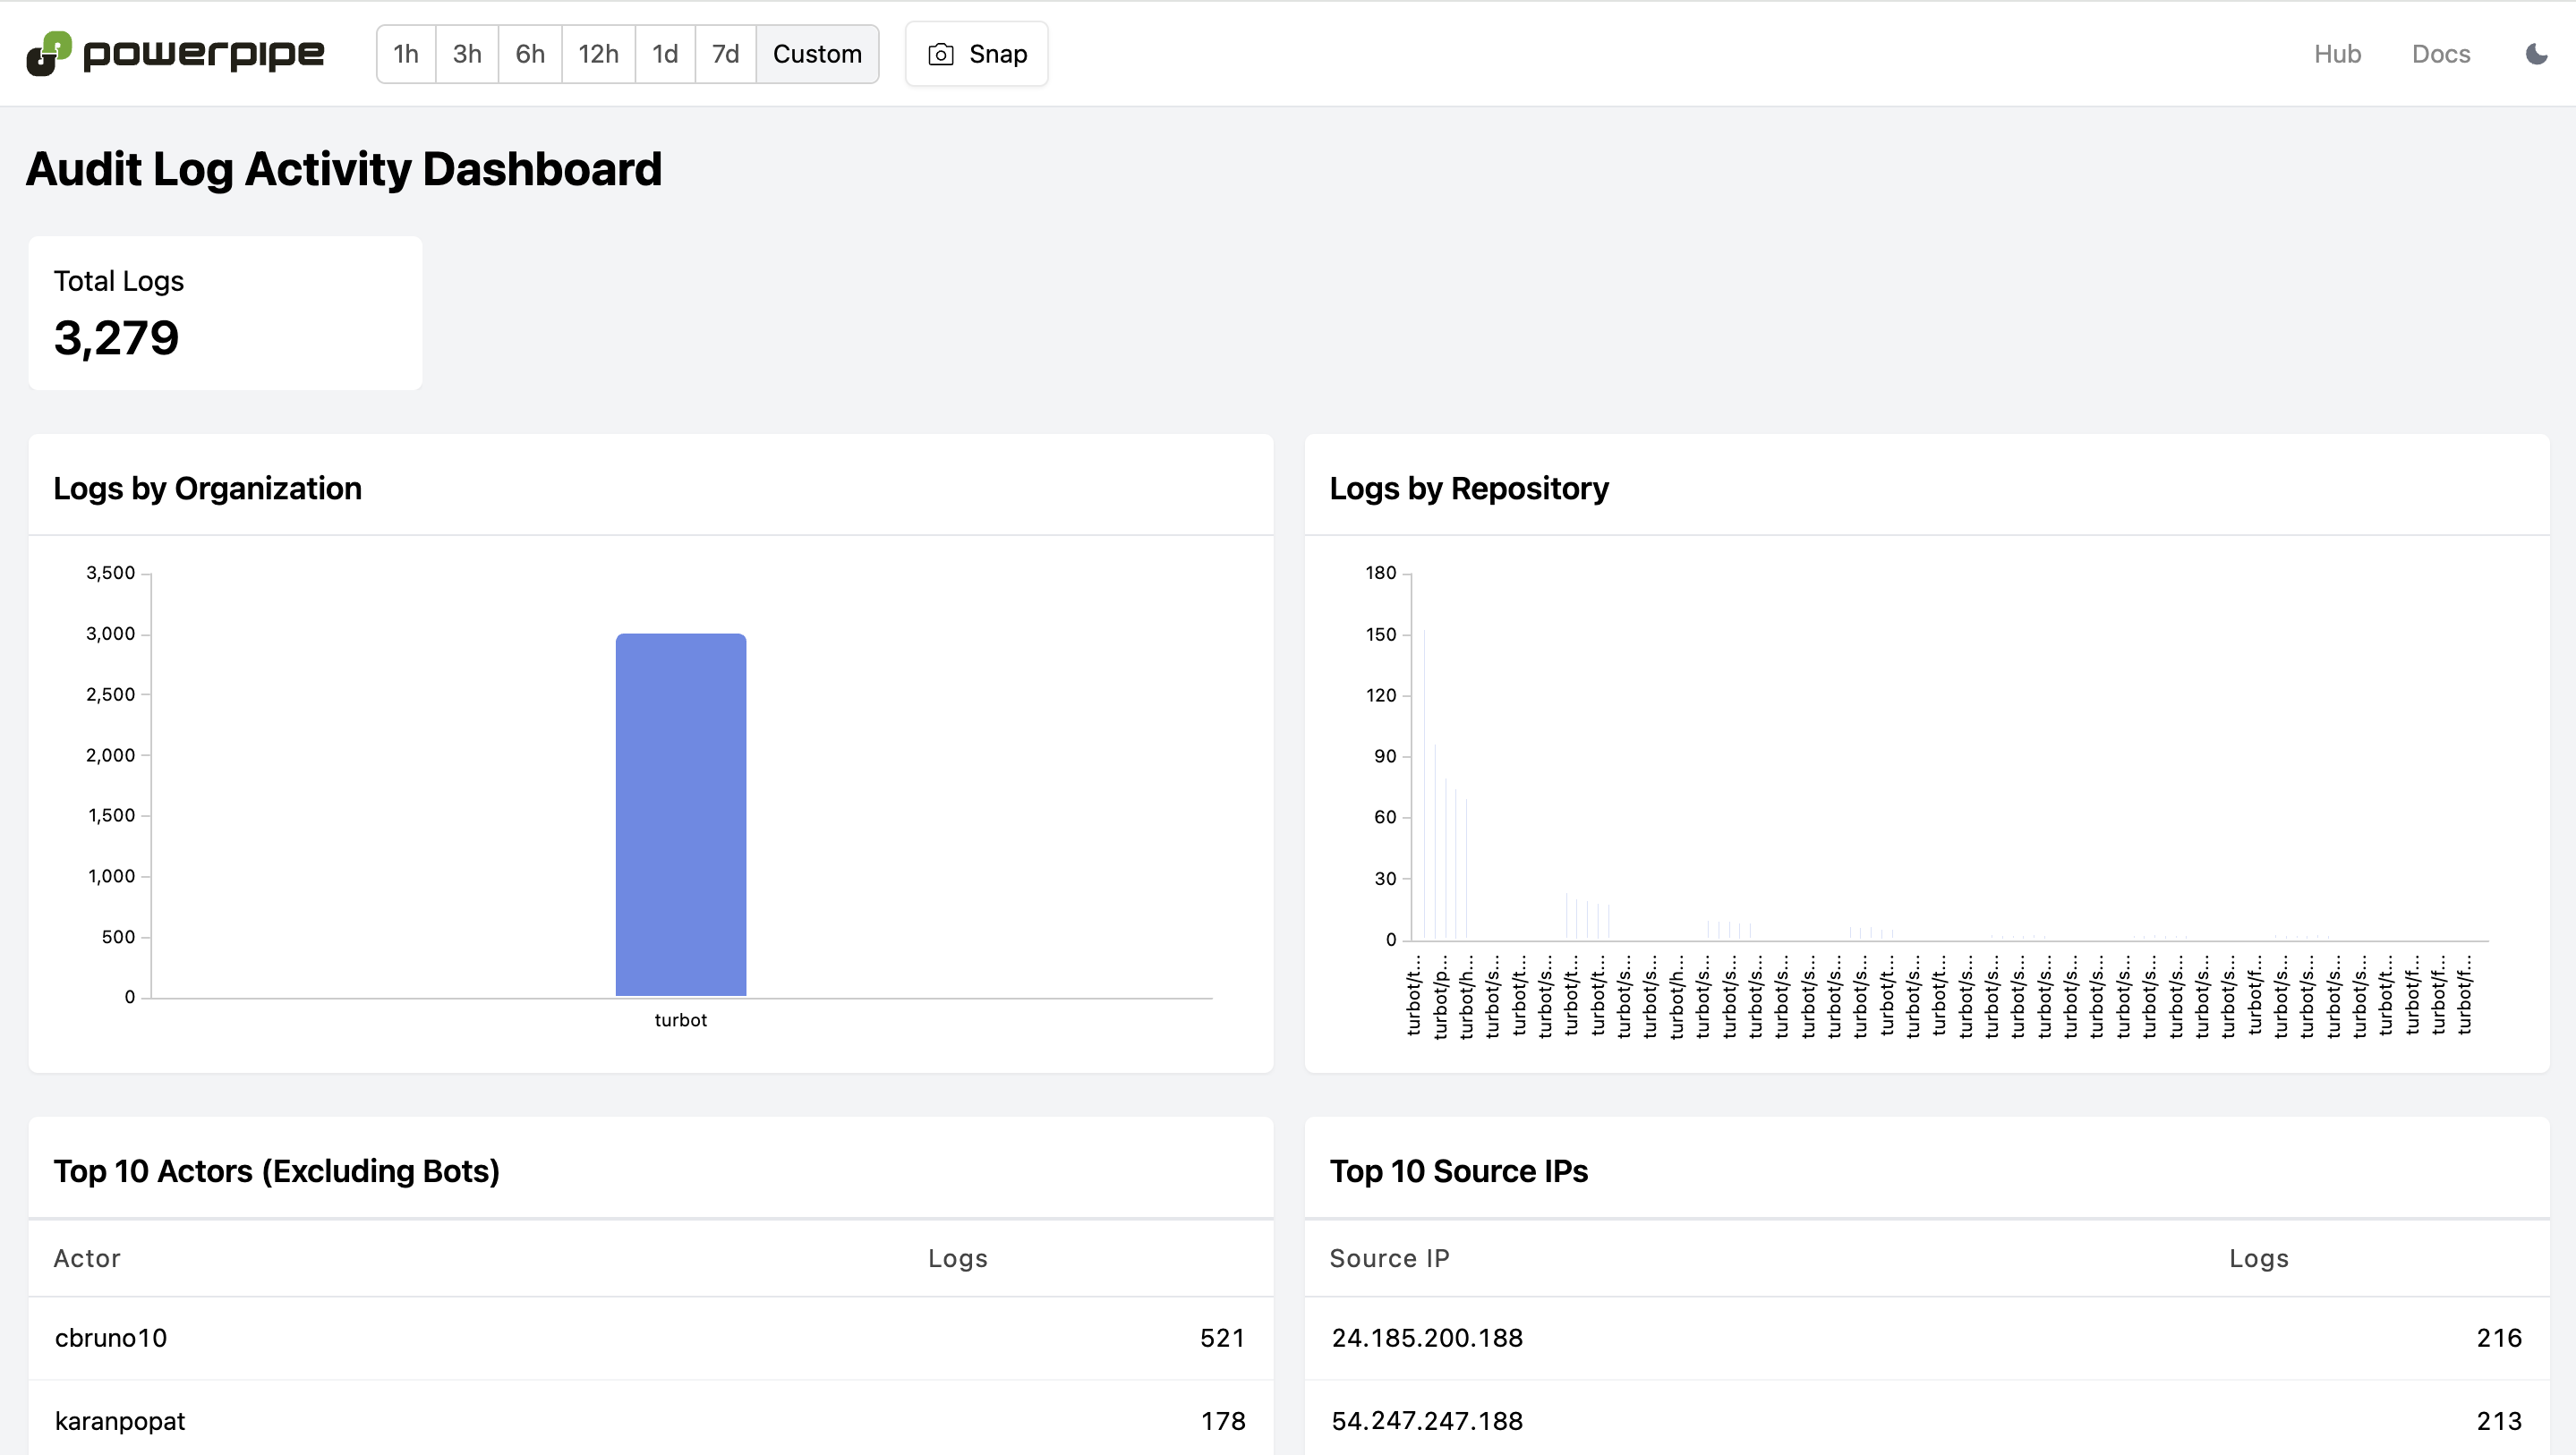 powerpipe
1h 3h 6h 12h 1d 7d Custom
Snap
Hub
Docs
Audit Log Activity Dashboard
Total Logs
3,279
Logs by Organization
3,500
3,000
2,500
2,000
1,500
1,000
500
0
turbot
Logs by Repository
180
150
120
90
60
30
0
turbot/t...
turbot/p...
turbot/h...
turbot/s...
turbot/t...
turbot/s...
turbot/t...
turbot/t...
turbot/s...
turbot/s...
turbot/h...
turbot/s...
turbot/s...
turbot/s...
turbot/s...
turbot/s...
turbot/s...
turbot/s...
turbot/t...
turbot/s...
turbot/t...
turbot/s...
turbot/s...
turbot/s...
turbot/s...
turbot/s...
turbot/s...
turbot/s...
turbot/s...
turbot/s...
turbot/s...
turbot/s...
turbot/f...
turbot/s...
turbot/s...
turbot/s...
turbot/s...
turbot/t...
turbot/f...
turbot/f...
turbot/f...
Top 10 Actors (Excluding Bots)
Actor Logs
cbruno10 521
karanpopat 178
Top 10 Source IPs
Source IP Logs
24.185.200.188 216
54.247.247.188 213